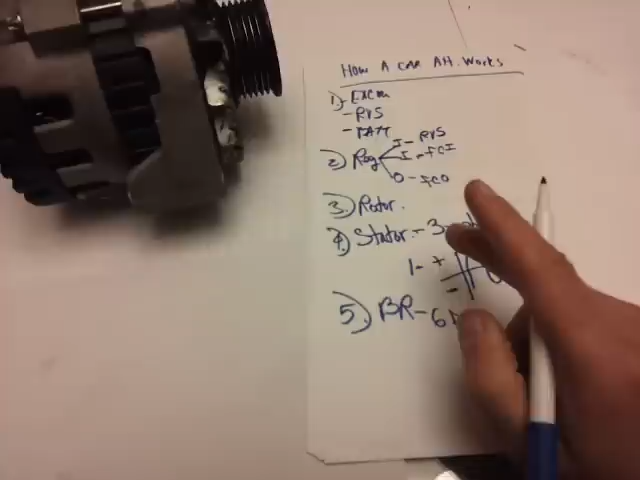 HOW A CAR Alt. Works
1) - EXCM
- RVS
- BATT
2) Reg I - RVS
I - FCI
O - FCO
3.) Rotor.
4) Stator. - 3
1- +
-
5.) BR - 6